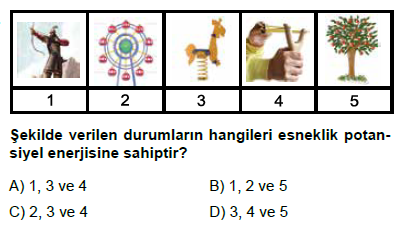 1 2 3 4 5
Şekilde verilen durumların hangileri esneklik potan-
siyel enerjisine sahiptir?
A) 1, 3 ve 4 B) 1, 2 ve 5
C) 2, 3 ve 4 D) 3, 4 ve 5